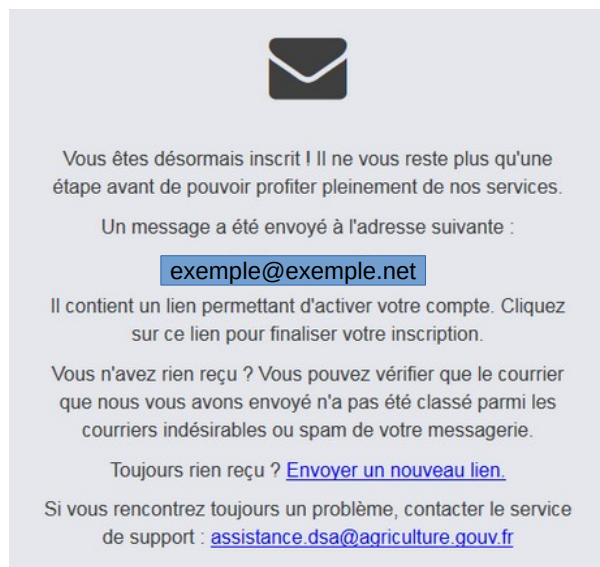 Vous êtes désormais inscrit ! Il ne vous reste plus qu'une
étape avant de pouvoir profiter pleinement de nos services.
Un message a été envoyé à l'adresse suivante :
exemple@exemple.net
Il contient un lien permettant d'activer votre compte. Cliquez
sur ce lien pour finaliser votre inscription.
Vous n'avez rien reçu ? Vous pouvez vérifier que le courrier
que nous vous avons envoyé n'a pas été classé parmi les
courriers indésirables ou spam de votre messagerie.
Toujours rien reçu ? Envoyer un nouveau lien.
Si vous rencontrez toujours un problème, contacter le service
de support : assistance.dsa@agriculture.gouv.fr